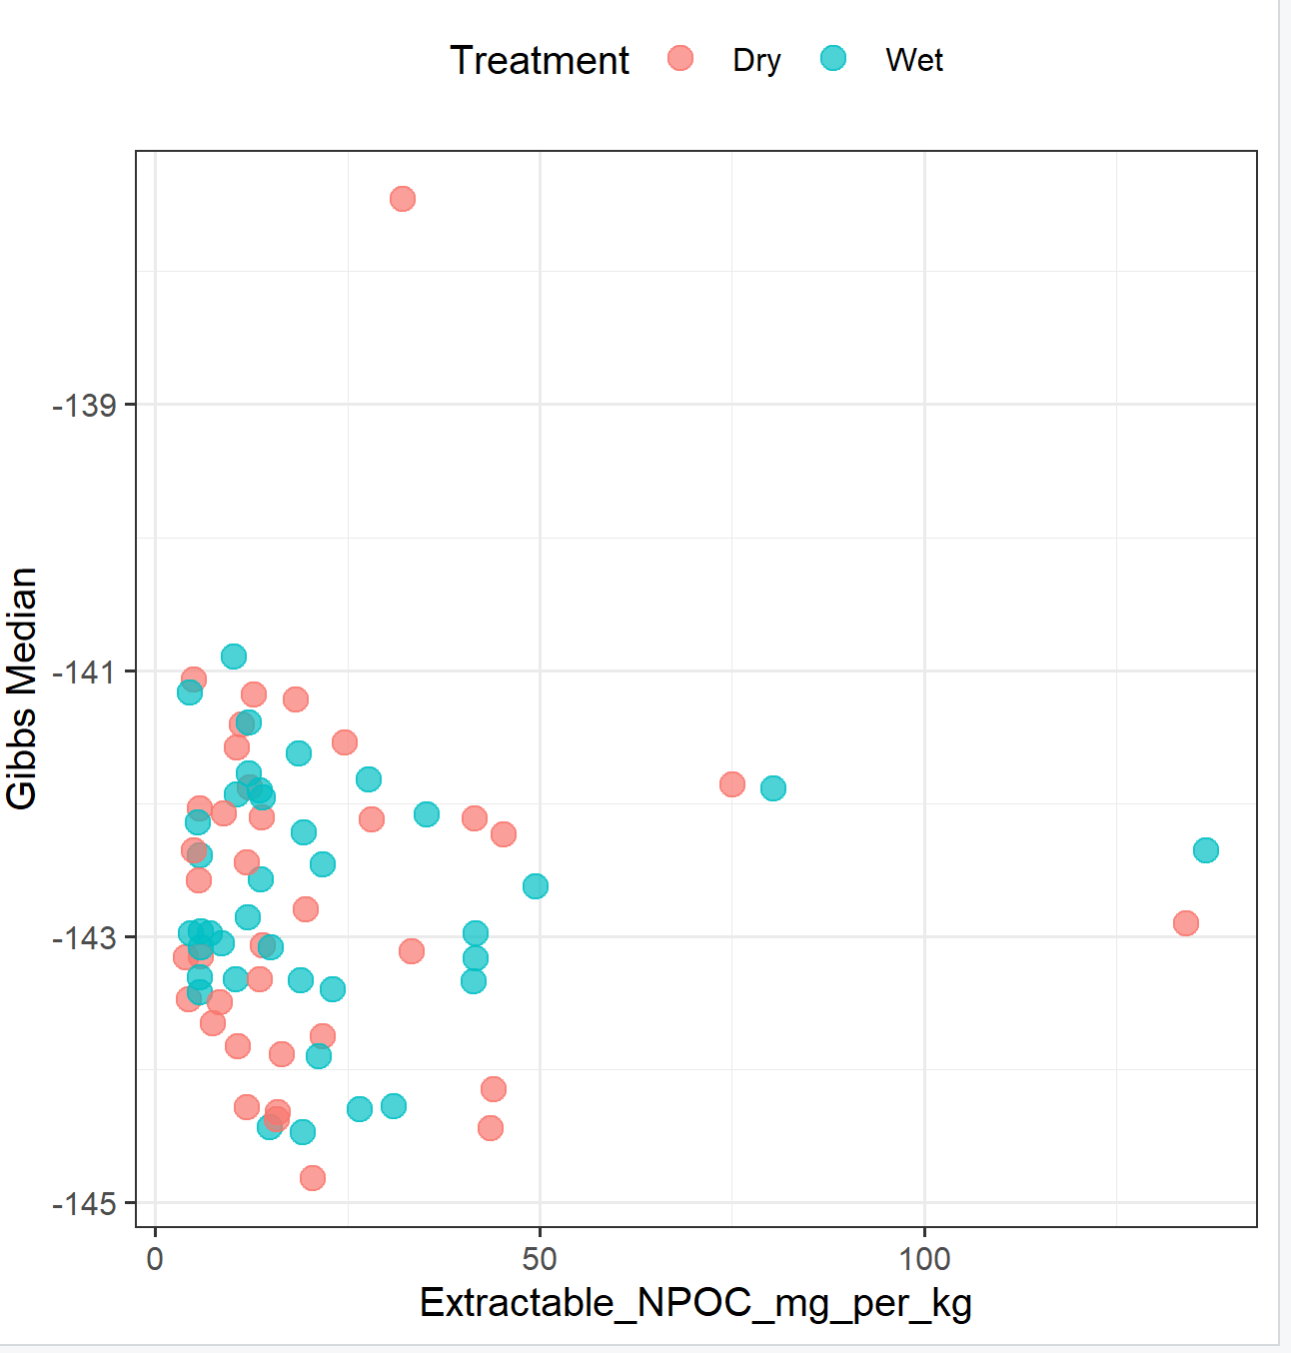 Treatment Dry Wet
-139
-141
-143
-145
Gibbs Median
0 50 100
Extractable_NPOC_mg_per_kg